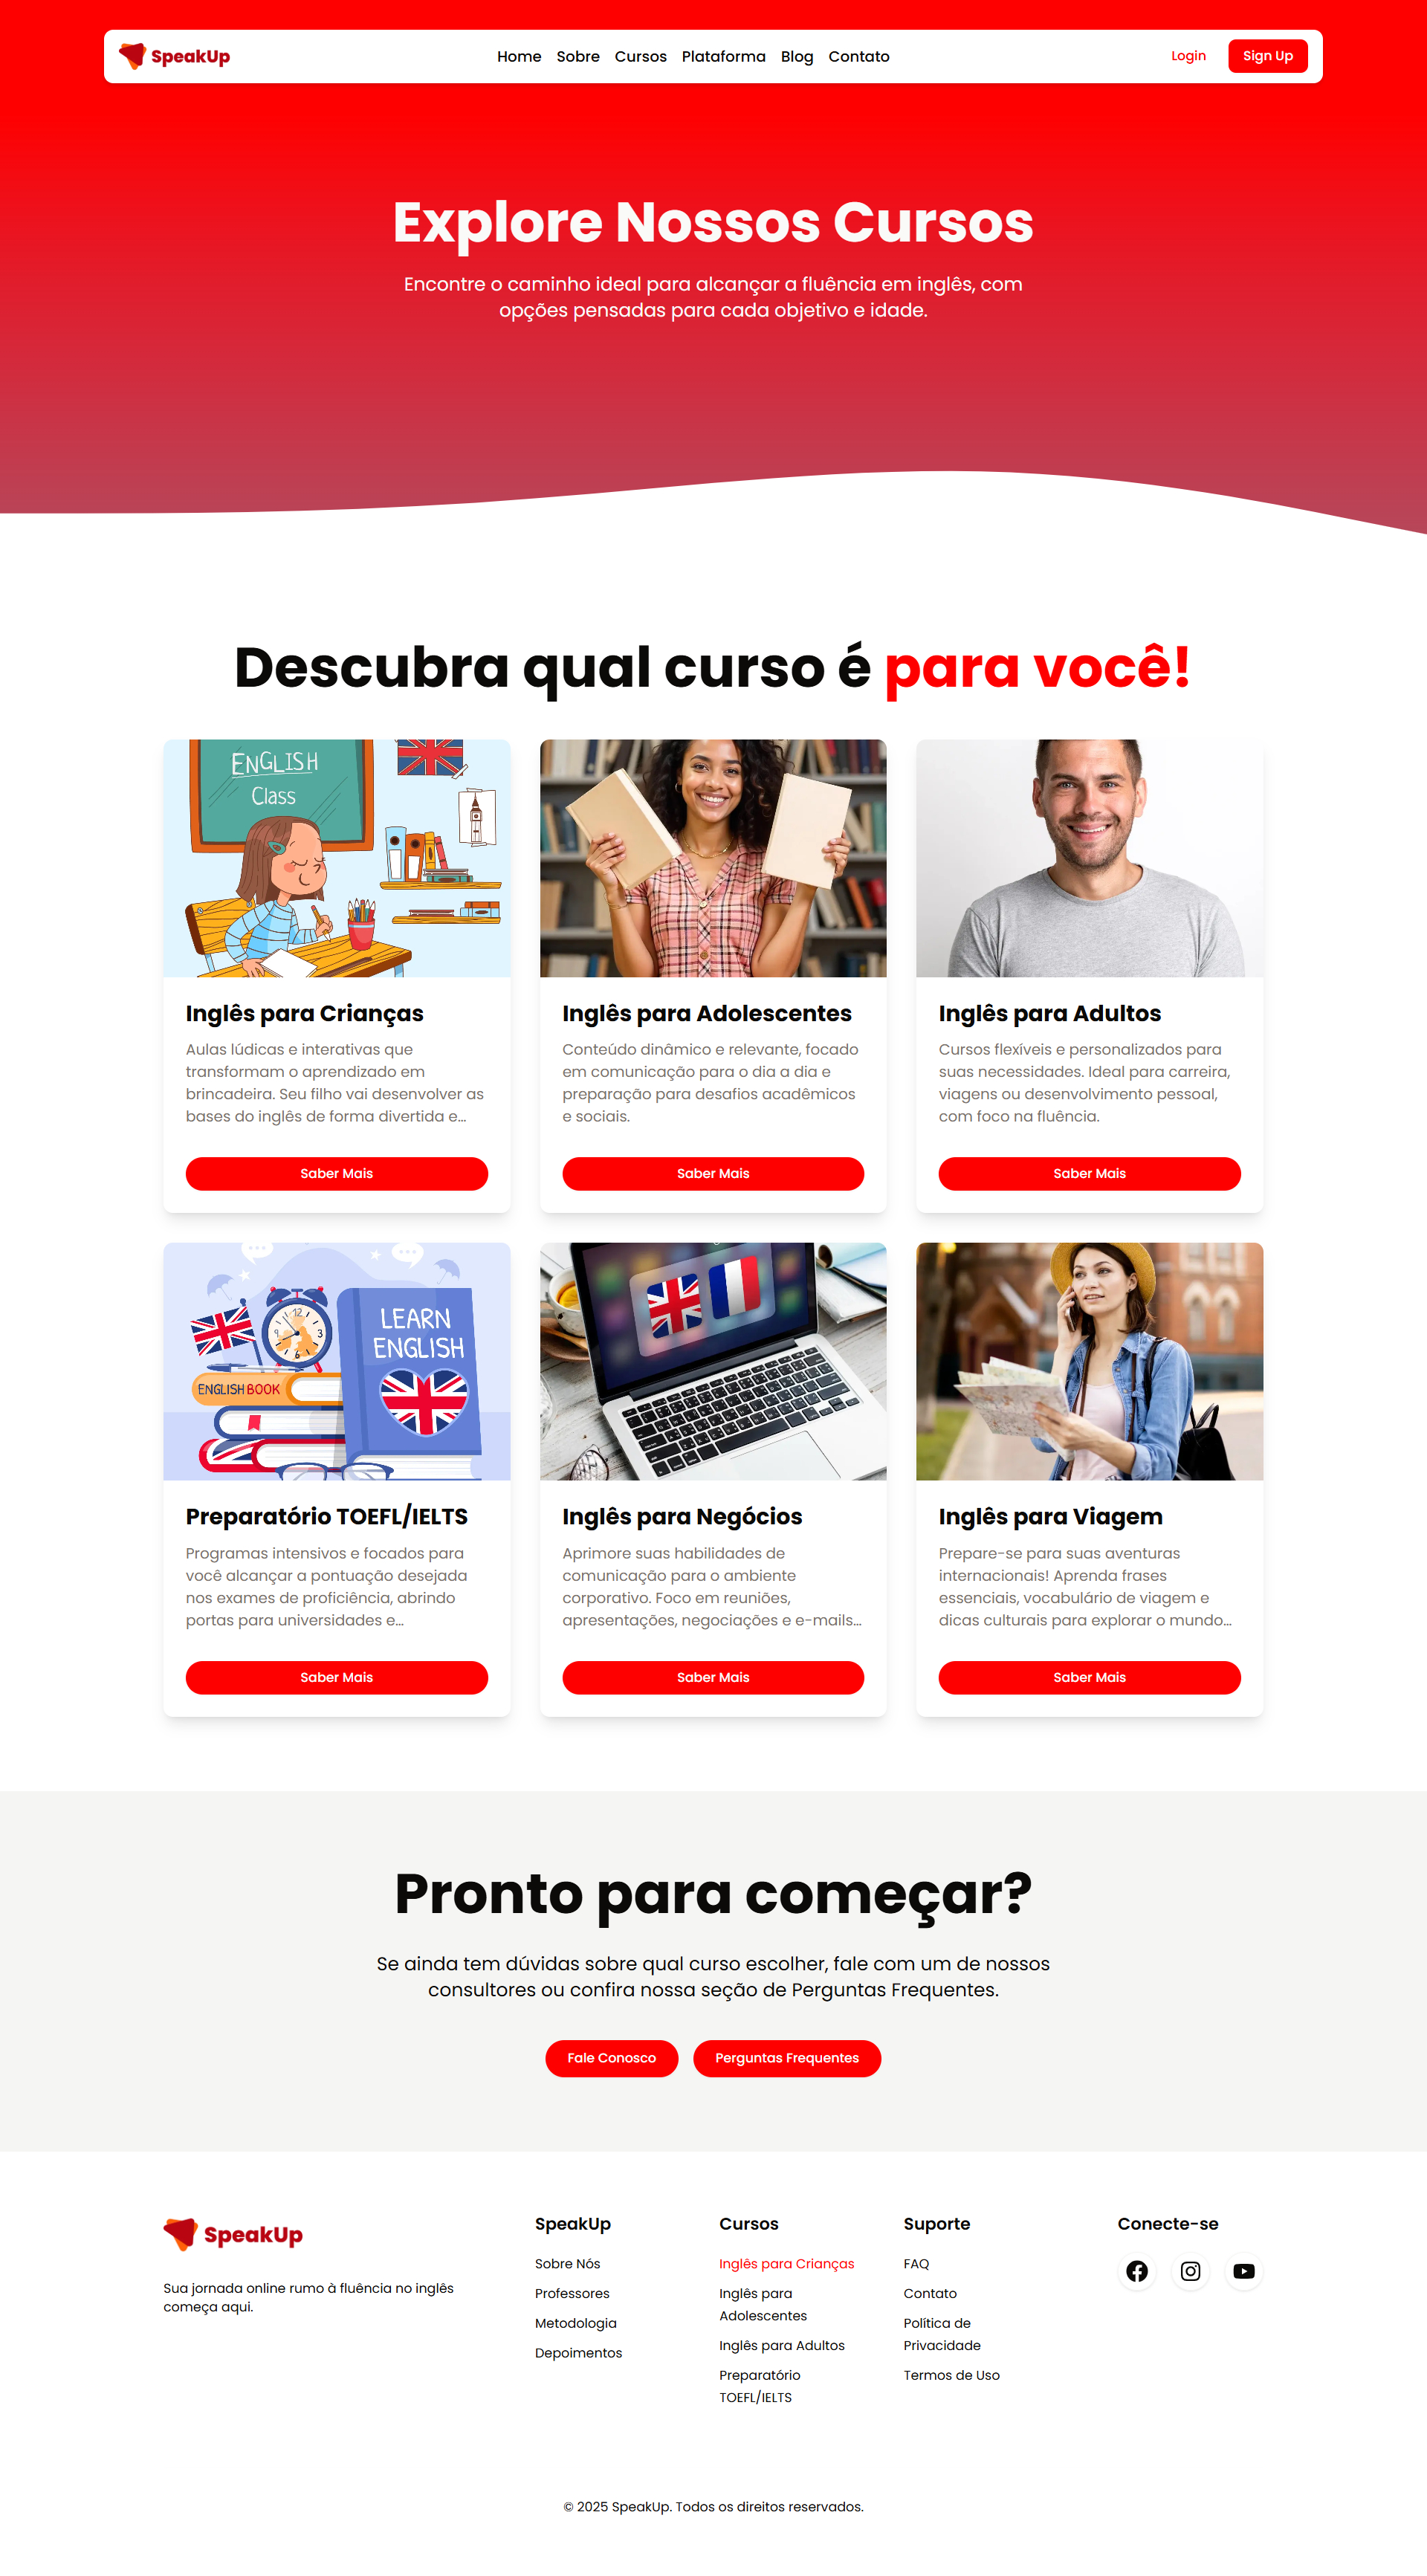 SpeakUp
Home Sobre Cursos Plataforma Blog Contato
Login
Sign Up
Explore Nossos Cursos
Encontre o caminho ideal para alcançar a fluência em inglês, com
opções pensadas para cada objetivo e idade.
Descubra qual curso é para você!
ENGLISH
Class
Inglês para Crianças
Aulas lúdicas e interativas que
transformam o aprendizado em
brincadeira. Seu filho vai desenvolver as
bases do inglês de forma divertida e...
Saber Mais
Inglês para Adolescentes
Conteúdo dinâmico e relevante, focado
em comunicação para o dia a dia e
preparação para desafios acadêmicos
e sociais.
Saber Mais
Inglês para Adultos
Cursos flexíveis e personalizados para
suas necessidades. Ideal para carreira,
viagens ou desenvolvimento pessoal,
com foco na fluência.
Saber Mais
12
3
6
9
LEARN
ENGLISH
ENGLISH BOOK
Preparatório TOEFL/IELTS
Programas intensivos e focados para
você alcançar a pontuação desejada
nos exames de proficiência, abrindo
portas para universidades e...
Saber Mais
Inglês para Negócios
Aprimore suas habilidades de
comunicação para o ambiente
corporativo. Foco em reuniões,
apresentações, negociações e e-mails...
Saber Mais
Inglês para Viagem
Prepare-se para suas aventuras
internacionais! Aprenda frases
essenciais, vocabulário de viagem e
dicas culturais para explorar o mundo...
Saber Mais
Pronto para começar?
Se ainda tem dúvidas sobre qual curso escolher, fale com um de nossos
consultores ou confira nossa seção de Perguntas Frequentes.
Fale Conosco
Perguntas Frequentes
SpeakUp
Sua jornada online rumo à fluência no inglês
começa aqui.
SpeakUp
Sobre Nós
Professores
Metodologia
Depoimentos
Cursos
Inglês para Crianças
Inglês para
Adolescentes
Inglês para Adultos
Preparatório
TOEFL/IELTS
Suporte
FAQ
Contato
Política de
Privacidade
Termos de Uso
Conecte-se
© 2025 SpeakUp. Todos os direitos reservados.